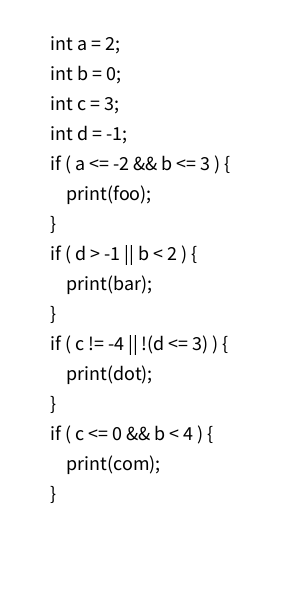 int a = 2;
int b = 0;
int c = 3;
int d = -1;
if ( a <= -2 && b <= 3 ) {
    print(foo);
}
if ( d > -1 || b < 2 ) {
    print(bar);
}
if ( c != -4 || !(d <= 3) ) {
    print(dot);
}
if ( c <= 0 && b < 4 ) {
    print(com);
}